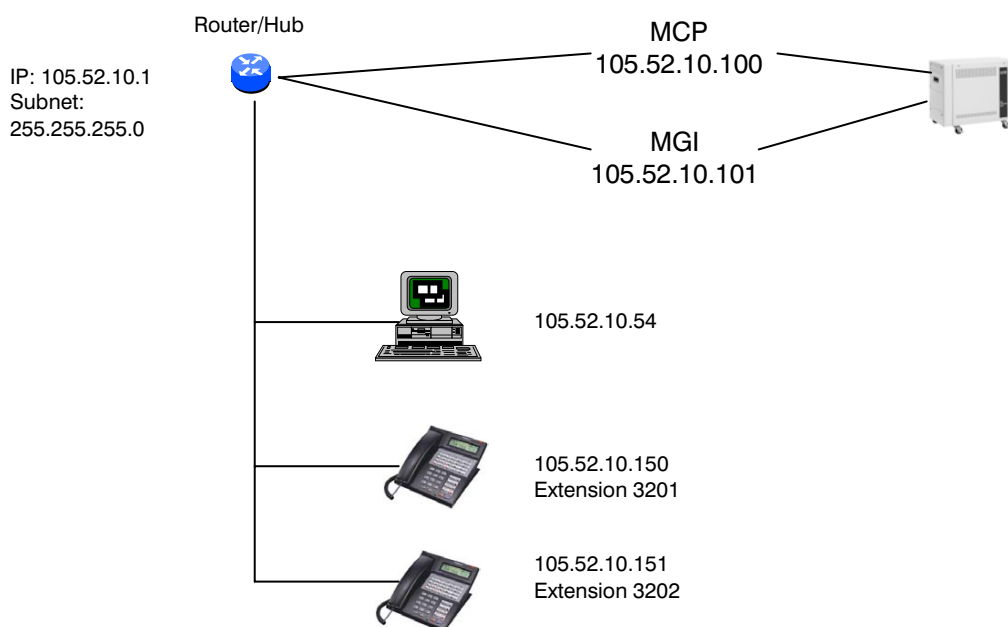 Router/Hub
IP: 105.52.10.1
Subnet:
255.255.255.0
MCP
105.52.10.100
MGI
105.52.10.101
105.52.10.54
105.52.10.150
Extension 3201
105.52.10.151
Extension 3202